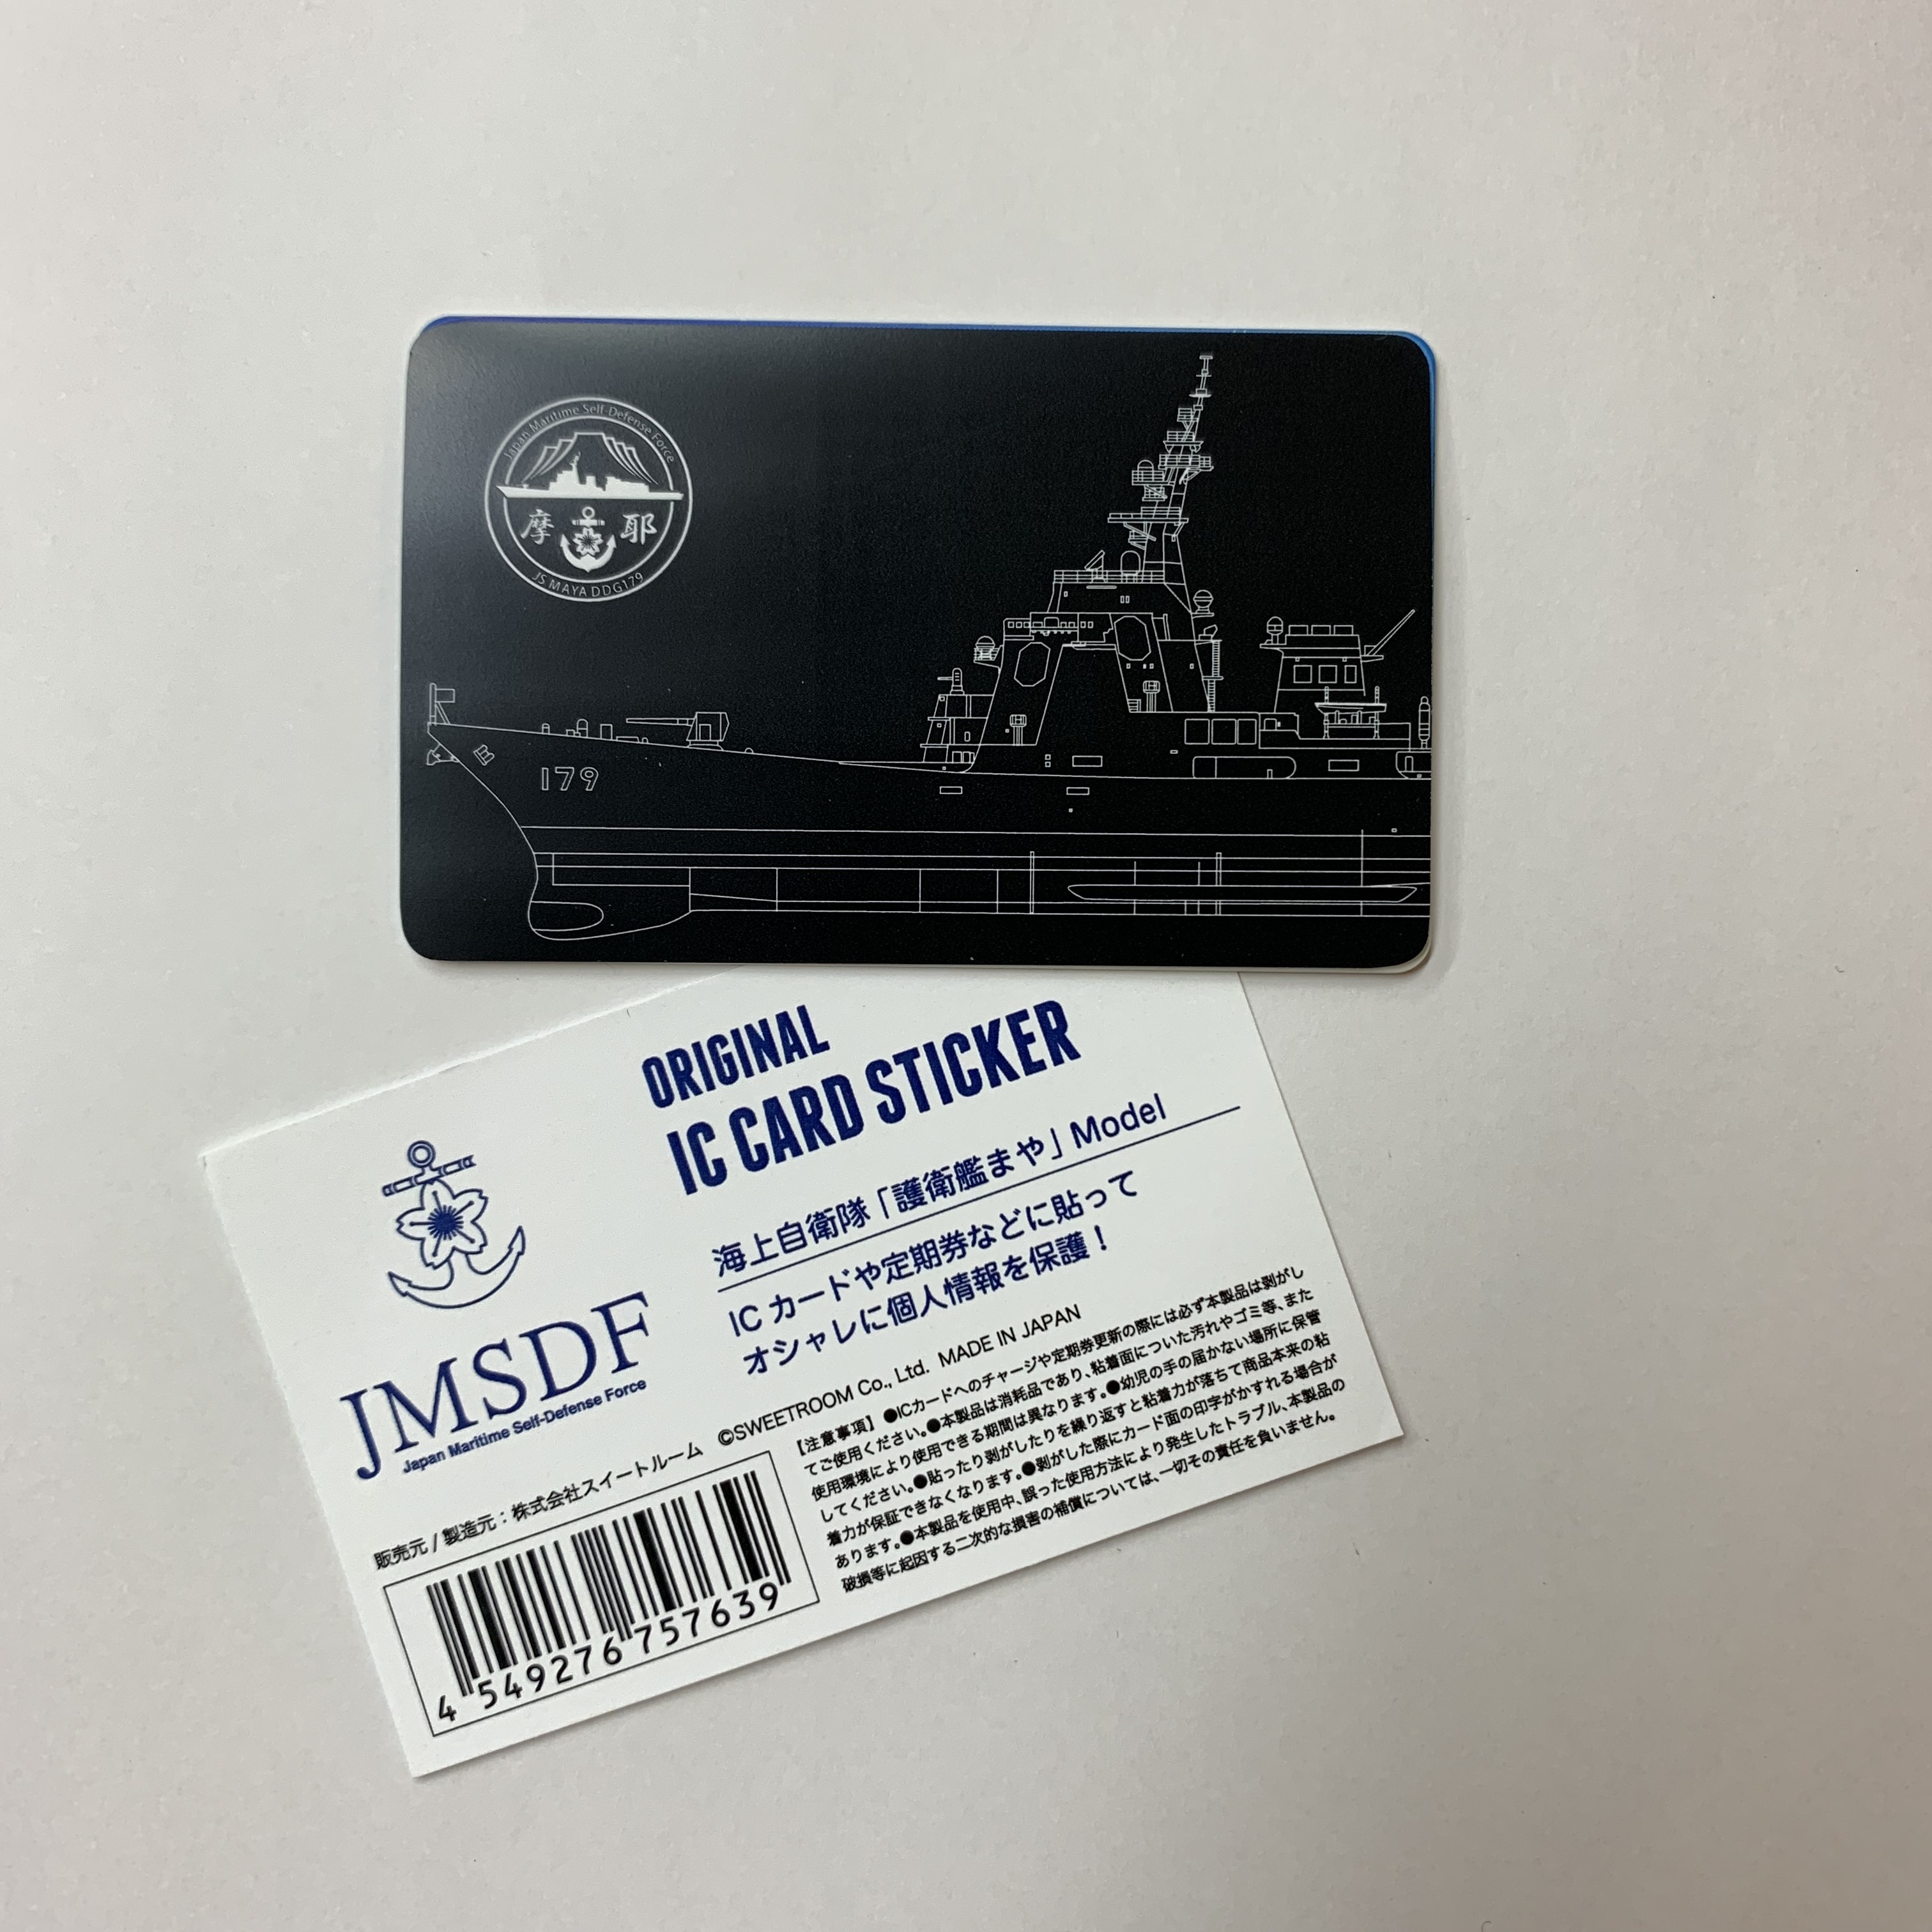 Japan Maritime Self-Defense Force
摩 耶
JS MAYA DDG179
179
ORIGINAL
IC CARD STICKER
海上自衛隊「護衛艦まや」Model
IC カードや定期券などに貼って
オシャレに個人情報を保護！
JMSDF
Japan Maritime Self-Defense Force
©SWEETROOM Co., Ltd. MADE IN JAPAN
販売元 / 製造元：株式会社スイートルーム
【注意事項】●ICカードへのチャージや定期券更新の際には必ず本製品は剥がし
てご使用ください。●本製品は消耗品であり、粘着面についた汚れやゴミ等、また
使用環境により使用できる期間は異なります。●幼児の手の届かない場所に保管
してください。●貼ったり剥がしたりを繰り返すと粘着力が落ちて商品本来の粘
着力が保証できなくなります。●剥がした際にカード面の印字がかすれる場合が
あります。●本製品を使用中、誤った使用方法により発生したトラブル、本製品の
破損等に起因する二次的な損害の補償については、一切その責任を負いません。
4 549276 757639